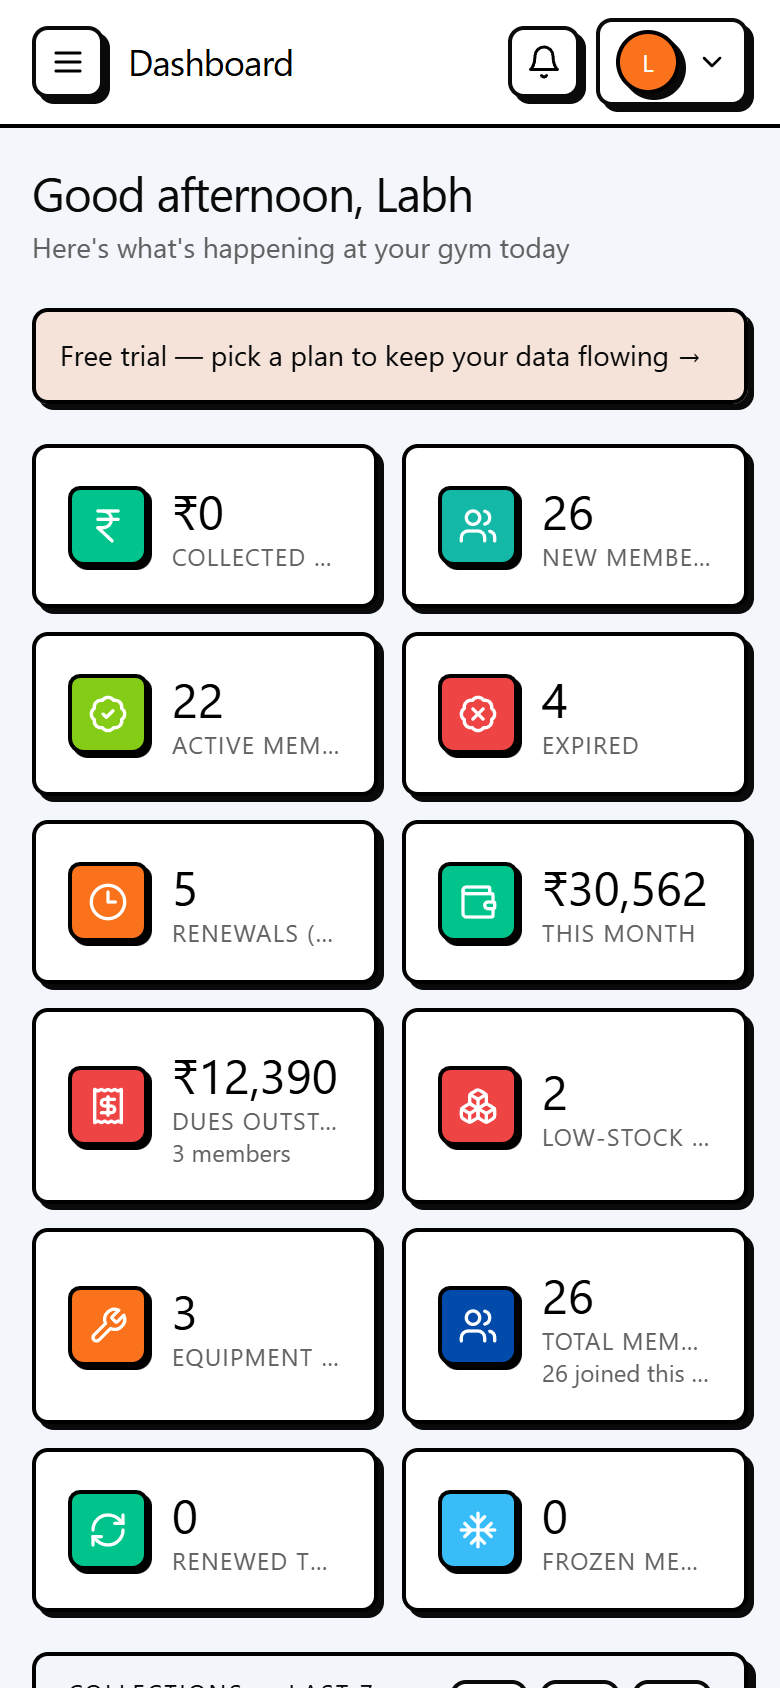 Dashboard
L
Good afternoon, Labh
Here's what's happening at your gym today
Free trial — pick a plan to keep your data flowing →
₹0
COLLECTED ...
26
NEW MEMBE...
22
ACTIVE MEM...
4
EXPIRED
5
RENEWALS (...
₹30,562
THIS MONTH
₹12,390
DUES OUTST...
3 members
2
LOW-STOCK ...
3
EQUIPMENT ...
26
TOTAL MEM...
26 joined this ...
0
RENEWED T...
0
FROZEN ME...